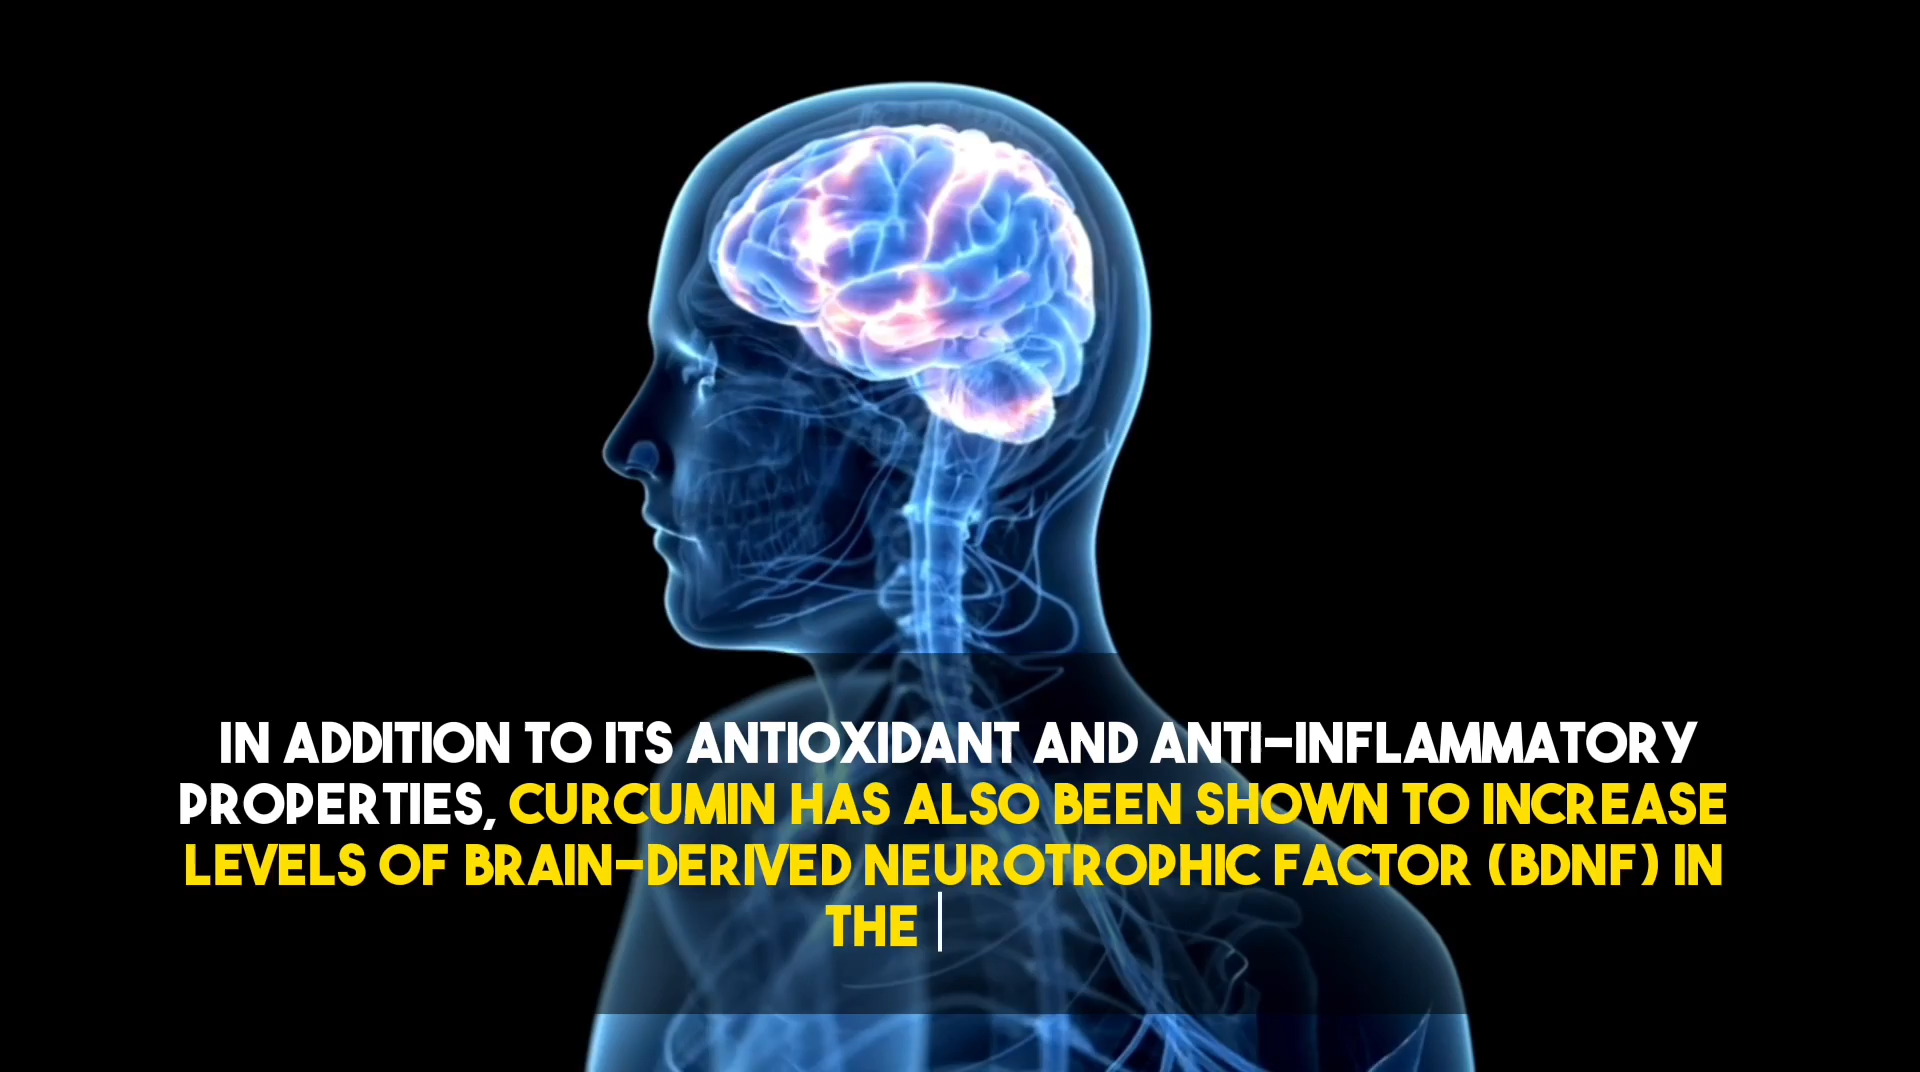 IN ADDITION TO ITS ANTIOXIDANT AND ANTI-INFLAMMATORY
PROPERTIES, CURCUMIN HAS ALSO BEEN SHOWN TO INCREASE
LEVELS OF BRAIN-DERIVED NEUROTROPHIC FACTOR (BDNF) IN
THE